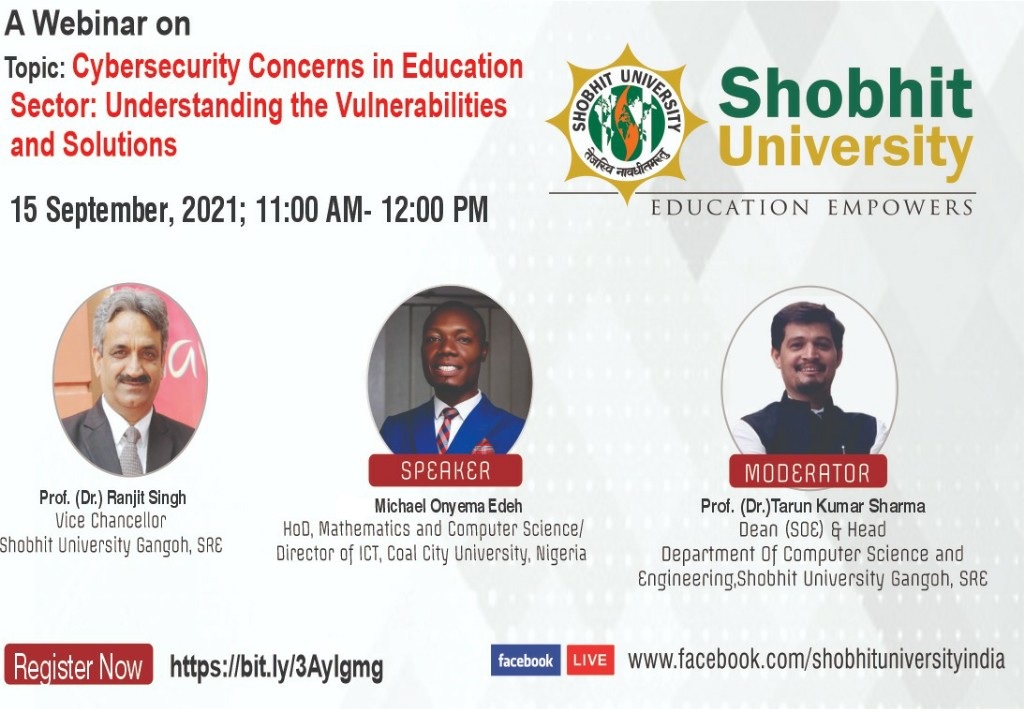 A Webinar on
Topic: Cybersecurity Concerns in Education
Sector: Understanding the Vulnerabilities
and Solutions
15 September, 2021; 11:00 AM- 12:00 PM
SHOBHIT UNIVERSITY
तेजस्वि नावधीतमस्तु
Shobhit
University
EDUCATION EMPOWERS
Prof. (Dr.) Ranjit Singh
Vice Chancellor
Shobhit University Gangoh, SRE
SPEAKER
Michael Onyema Edeh
HoD, Mathematics and Computer Science/
Director of ICT, Coal City University, Nigeria
MODERATOR
Prof. (Dr.)Tarun Kumar Sharma
Dean (SOE) & Head
Department Of Computer Science and
Engineering,Shobhit University Gangoh, SRE
Register Now https://bit.ly/3AyIgmg
facebook LIVE www.facebook.com/shobhituniversityindia